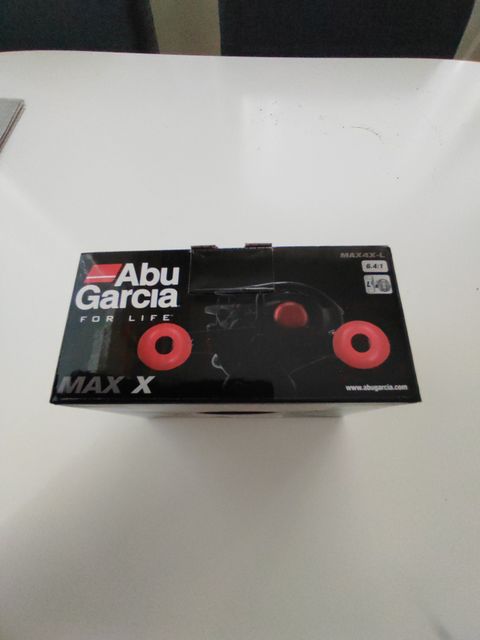 Abu
Garcia
FOR LIFE
MAX X
MAX4X-L
6.4:1
L
www.abugarcia.com